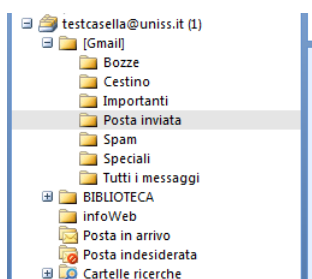 testcasella@uniss.it (1)
[Gmail]
Bozze
Cestino
Importanti
Posta inviata
Spam
Speciali
Tutti i messaggi
BIBLIOTECA
infoWeb
Posta in arrivo
Posta indesiderata
Cartelle ricerche